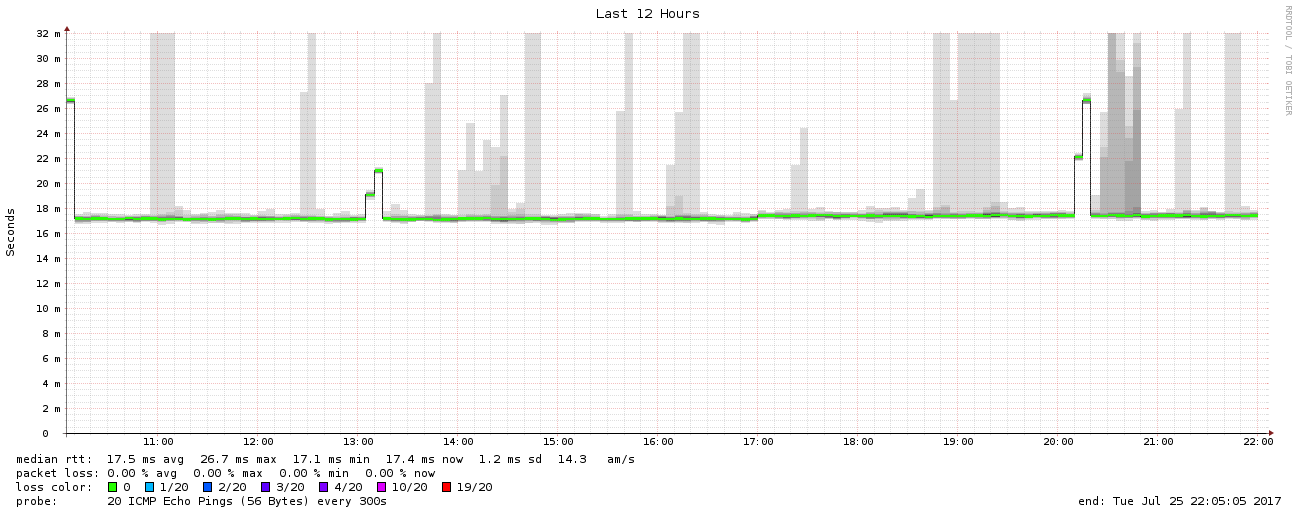 Last 12 Hours
RRDTOOL / TOBI OETIKER
32 m
30 m
28 m
26 m
24 m
22 m
20 m
18 m
16 m
14 m
12 m
10 m
8 m
6 m
4 m
2 m
0
Seconds
11:00 12:00 13:00 14:00 15:00 16:00 17:00 18:00 19:00 20:00 21:00 22:00
median rtt: 17.5 ms avg 26.7 ms max 17.1 ms min 17.4 ms now 1.2 ms sd 14.3 am/s
packet loss: 0.00 % avg 0.00 % max 0.00 % min 0.00 % now
loss color: 0 1/20 2/20 3/20 4/20 10/20 19/20
probe: 20 ICMP Echo Pings (56 Bytes) every 300s end: Tue Jul 25 22:05:05 2017